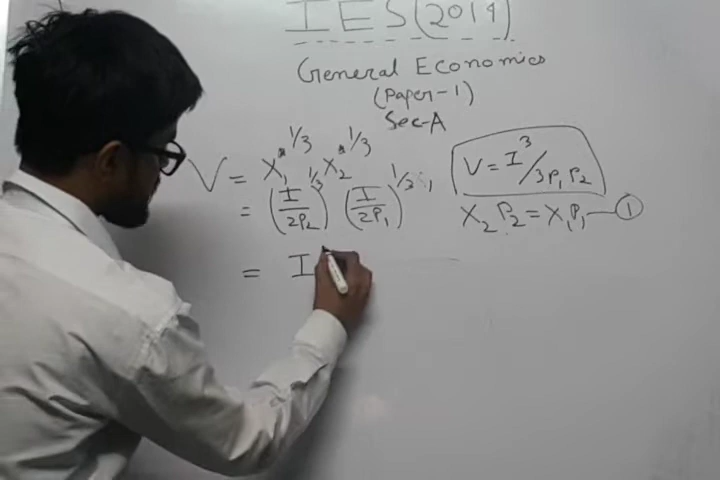 IES(2019)
General Economics
(Paper-1)
Sec-A
V = X₁*^1/3 X₂*^1/3
= (I/2P₂)^1/3 (I/2P₁)^1/3
V = I³/3P₁P₂
X₂P₂ = X₁P₁ — ①
= I